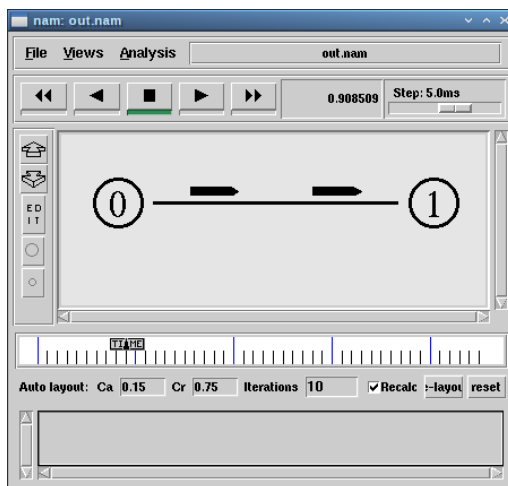 nam: out.nam
File Views Analysis out.nam
0.908509 Step: 5.0ms
0 1
ED
IT
TIME
Auto layout: Ca 0.15 Cr 0.75 Iterations 10 Recalc :-layou reset